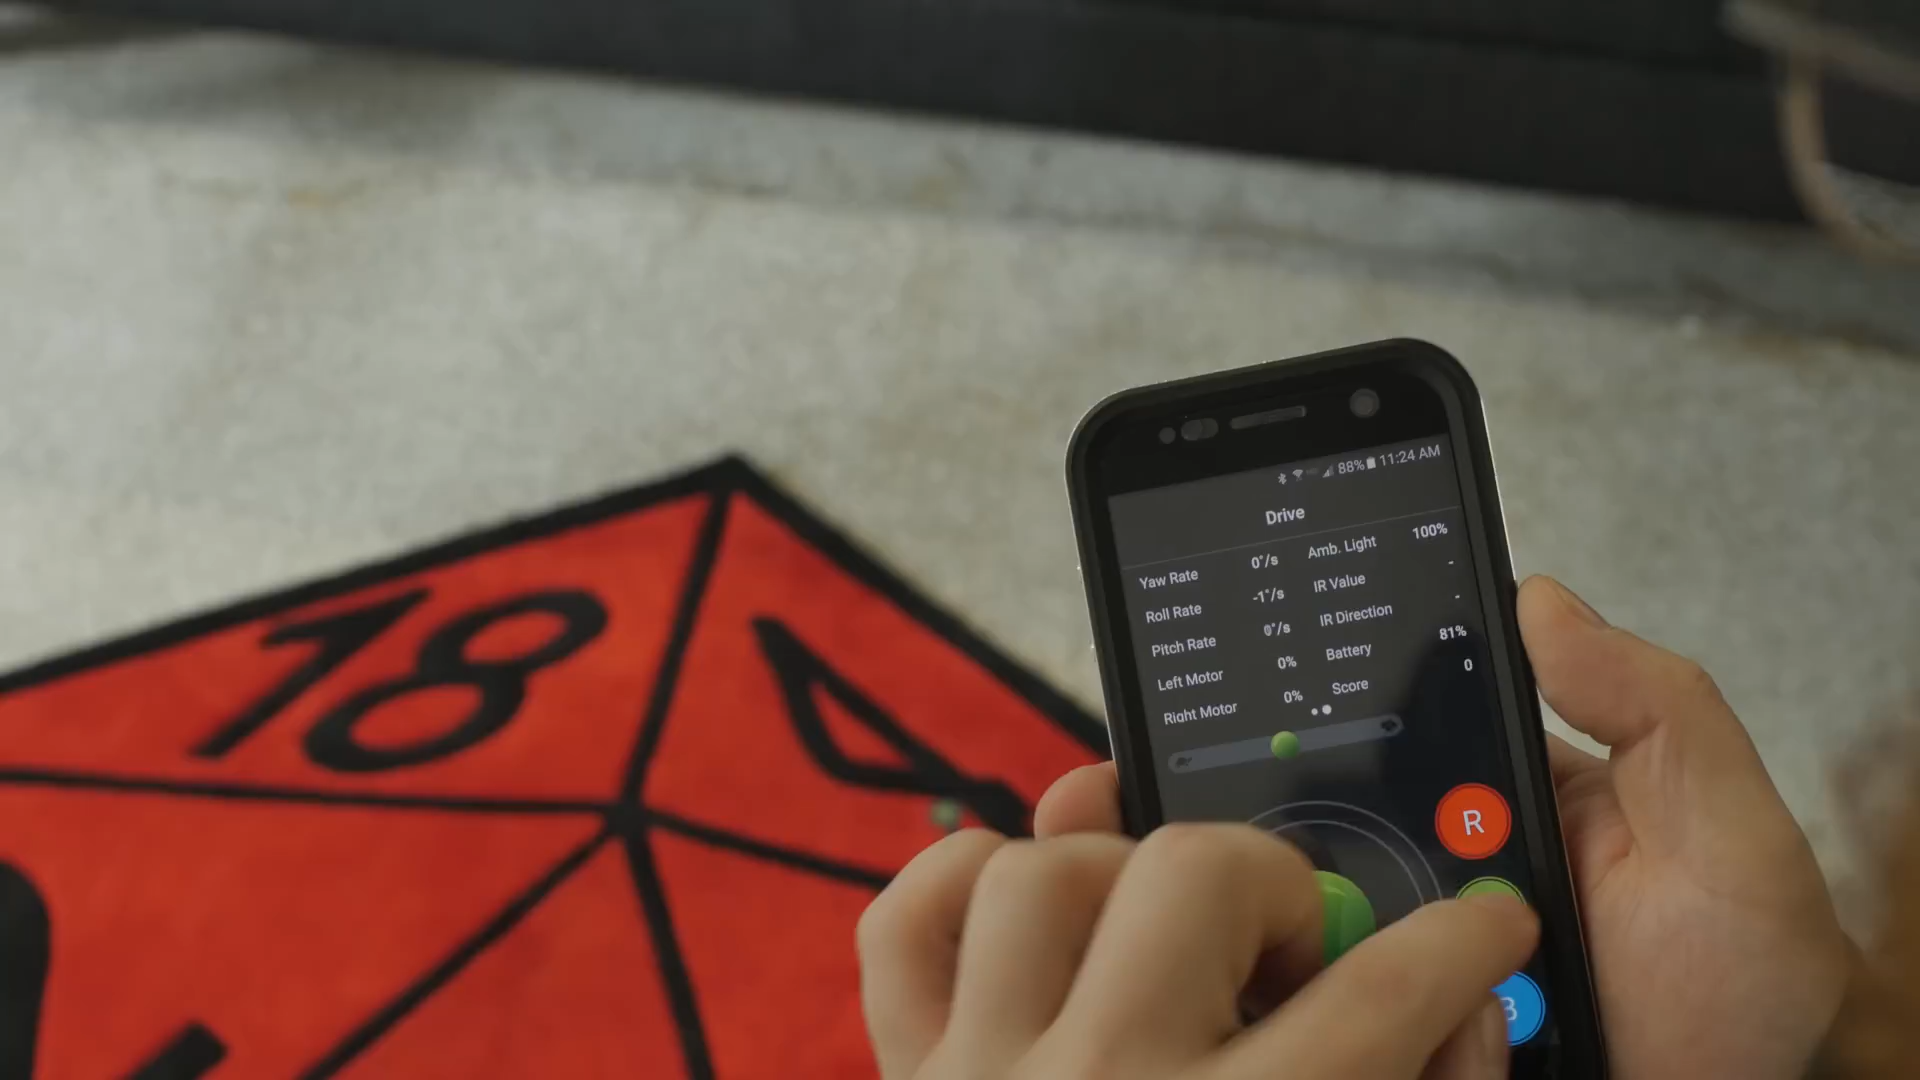 88% 11:24 AM
Drive
Yaw Rate 0°/s Amb. Light 100%
Roll Rate -1°/s IR Value -
Pitch Rate 0°/s IR Direction -
Left Motor 0% Battery 81%
Right Motor 0% Score 0
R
B
18
4